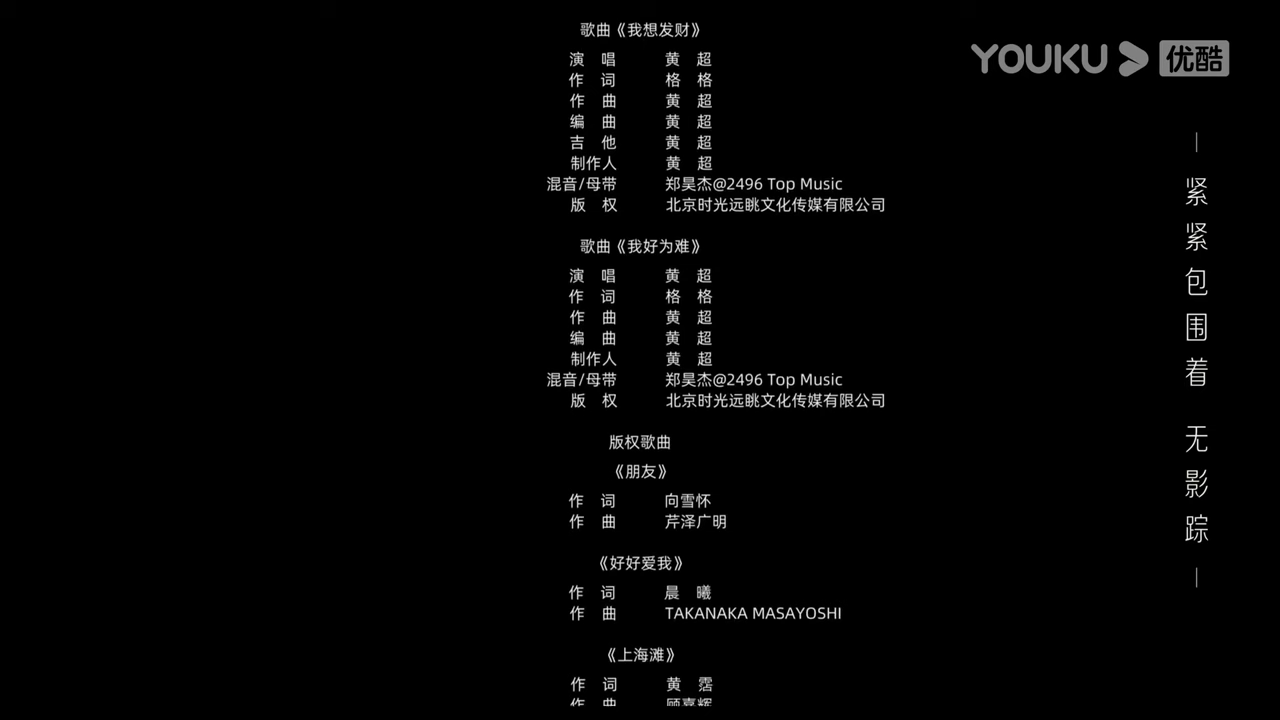 歌曲《我想发财》
演 唱 黄 超
作 词 格 格
作 曲 黄 超
编 曲 黄 超
吉 他 黄 超
制作人 黄 超
混音/母带 郑昊杰@2496 Top Music
版 权 北京时光远眺文化传媒有限公司
歌曲《我好为难》
演 唱 黄 超
作 词 格 格
作 曲 黄 超
编 曲 黄 超
制作人 黄 超
混音/母带 郑昊杰@2496 Top Music
版 权 北京时光远眺文化传媒有限公司
版权歌曲
《朋友》
作 词 向雪怀
作 曲 芹泽广明
《好好爱我》
作 词 晨 曦
作 曲 TAKANAKA MASAYOSHI
《上海滩》
作 词 黄 霑
作 曲 顾嘉辉
YOUKU 优酷
紧紧包围着 无影踪